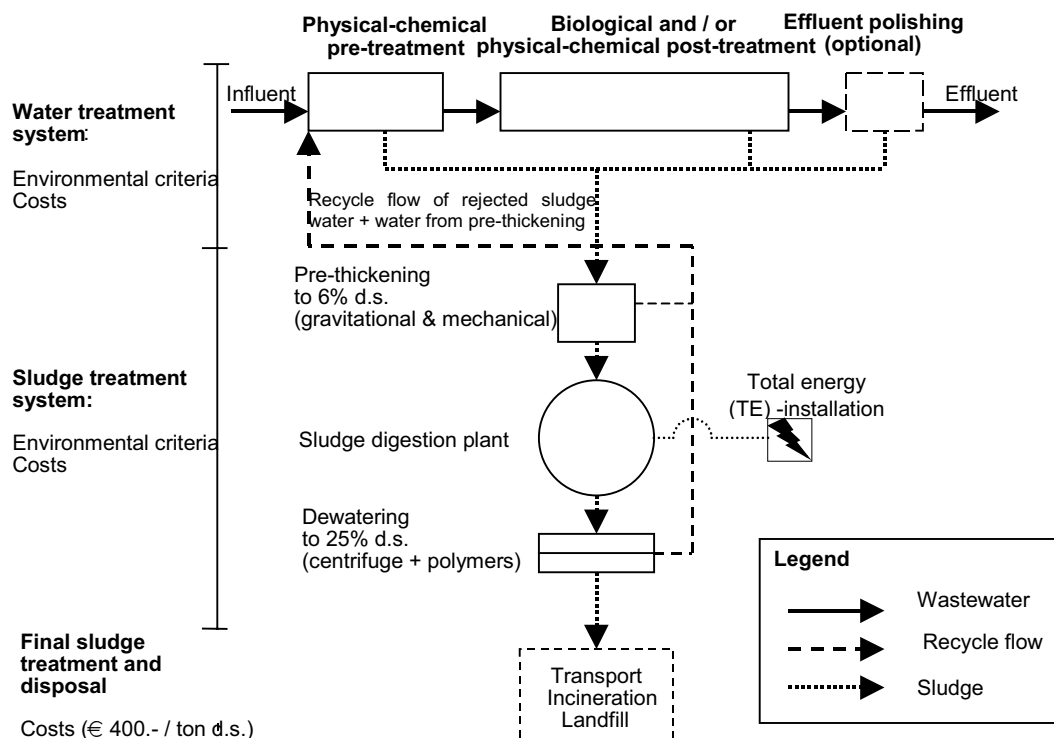 Physical-chemical
pre-treatment
Biological and / or
physical-chemical post-treatment
Effluent polishing
(optional)
Influent
Effluent
Water treatment
system:
Environmental criteria
Costs
Recycle flow of rejected sludge
water + water from pre-thickening
Pre-thickening
to 6% d.s.
(gravitational & mechanical)
Sludge treatment
system:
Environmental criteria
Costs
Total energy
(TE) -installation
Sludge digestion plant
Dewatering
to 25% d.s.
(centrifuge + polymers)
Legend
Wastewater
Recycle flow
Sludge
Final sludge
treatment and
disposal
Costs (€ 400.- / ton d.s.)
Transport
Incineration
Landfill